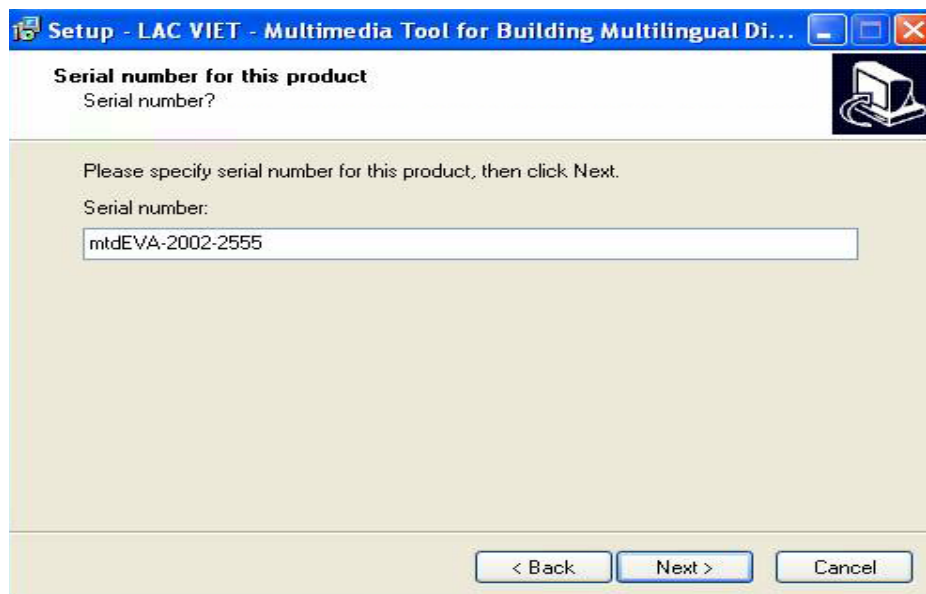 Setup - LAC VIET - Multimedia Tool for Building Multilingual Di...
Serial number for this product
Serial number?
Please specify serial number for this product, then click Next.
Serial number:
mtdEVA-2002-2555
< Back Next > Cancel